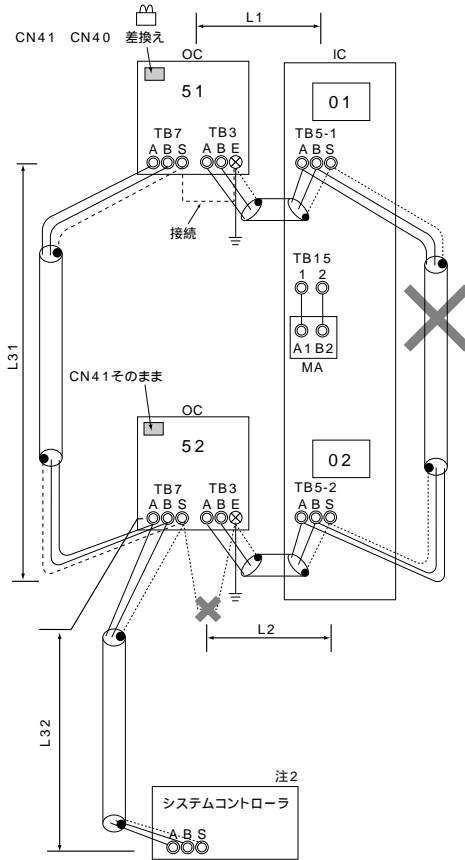 CN41 CN40 差換え
OC
L1
IC
51
01
TB7 TB3
A B S A B E
TB5-1
A B S
接続
TB15
1 2
A1 B2
MA
L31
CN41そのまま
OC
52
02
TB7 TB3
A B S A B E
TB5-2
A B S
L2
L32
注2
システムコントローラ
A B S